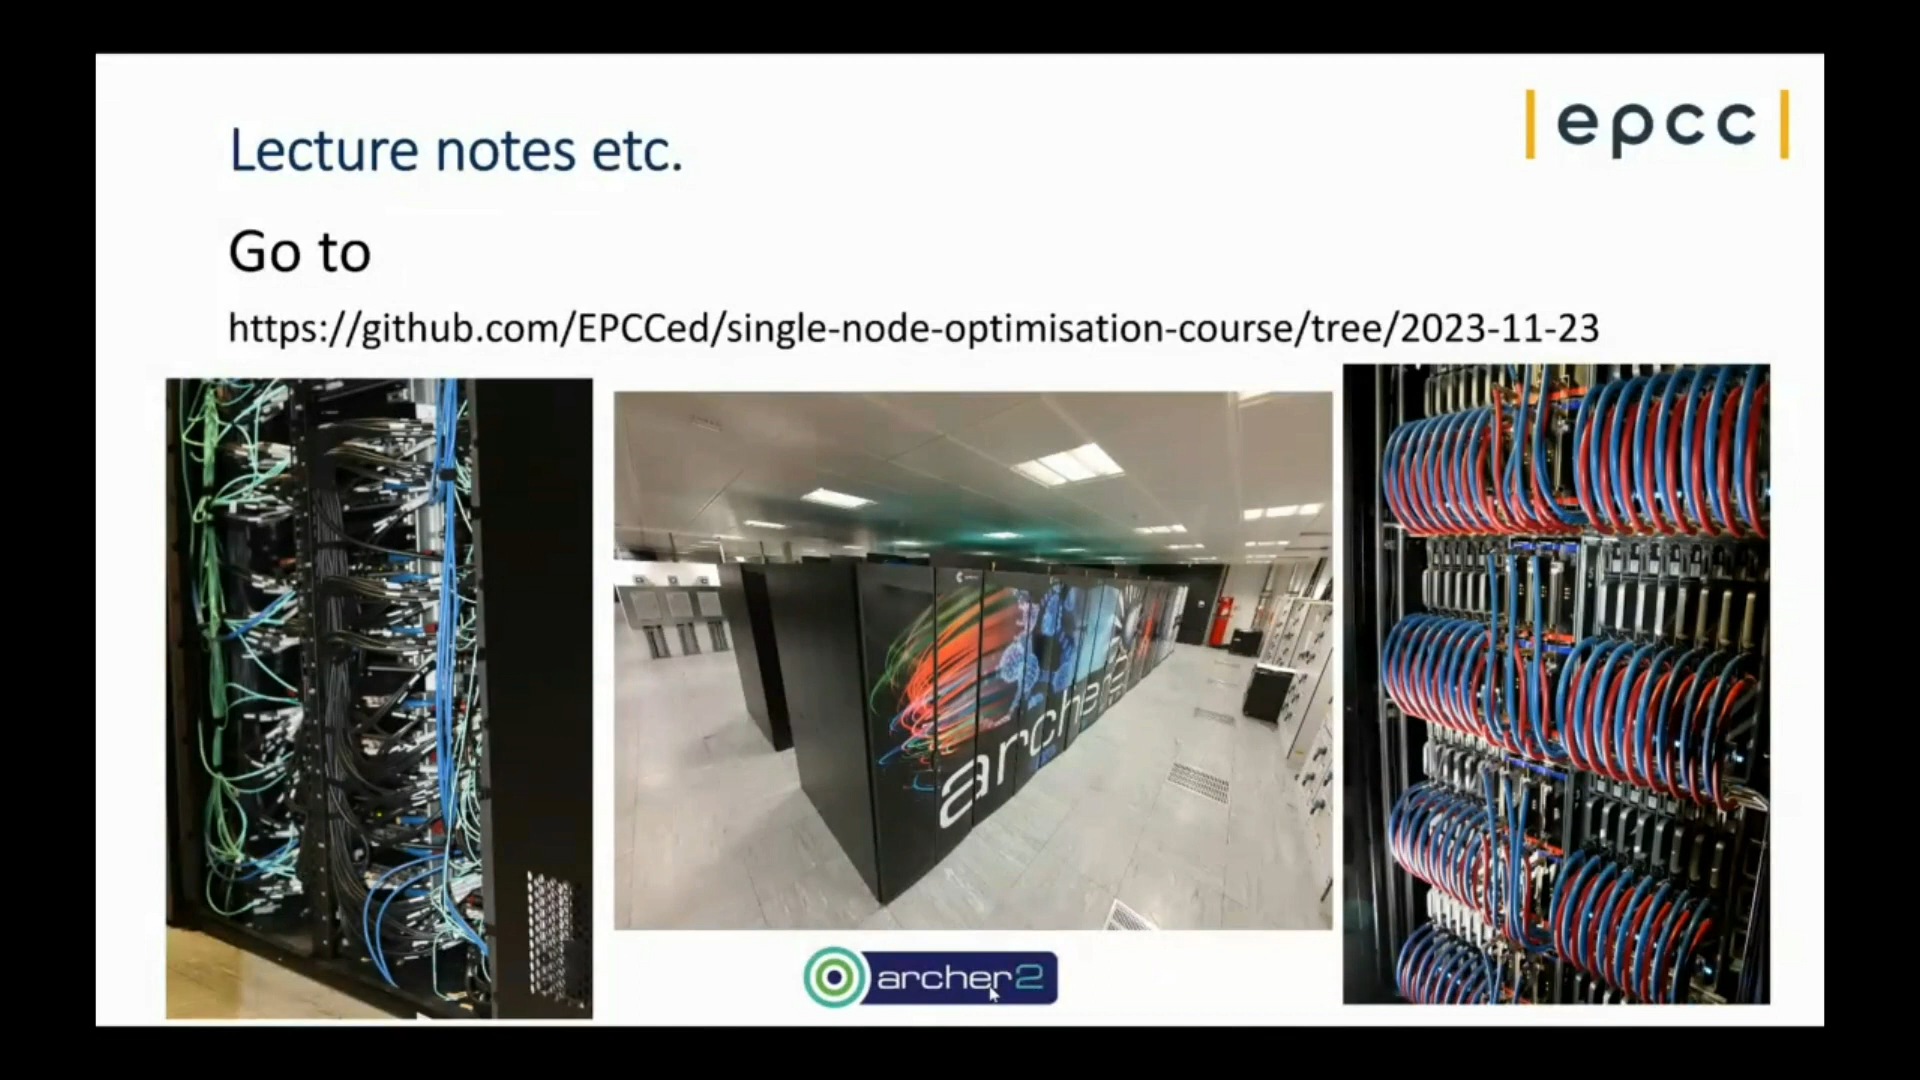 epcc
Lecture notes etc.
Go to
https://github.com/EPCCed/single-node-optimisation-course/tree/2023-11-23
archer
archer2